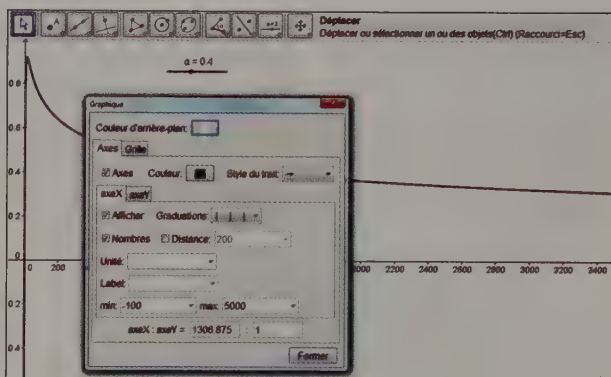 Déplacer
Déplacer ou sélectionner un ou des objets(Ctrl) (Raccourci=Esc)
a = 0.4
0.8
0.6
0.4
0.2
0
0.2
0.4
0
200
2000
2200
2400
2600
2800
3000
3200
3400
Graphique
Couleur d'arrière-plan:
Axes Grille
Axes Couleur: Style du trait:
axeX axeY
Afficher Graduations:
Nombres Distance: 200
Unité:
Label:
min: -100 max: 5000
axeX : axeY = 1306.875 : 1
Fermer